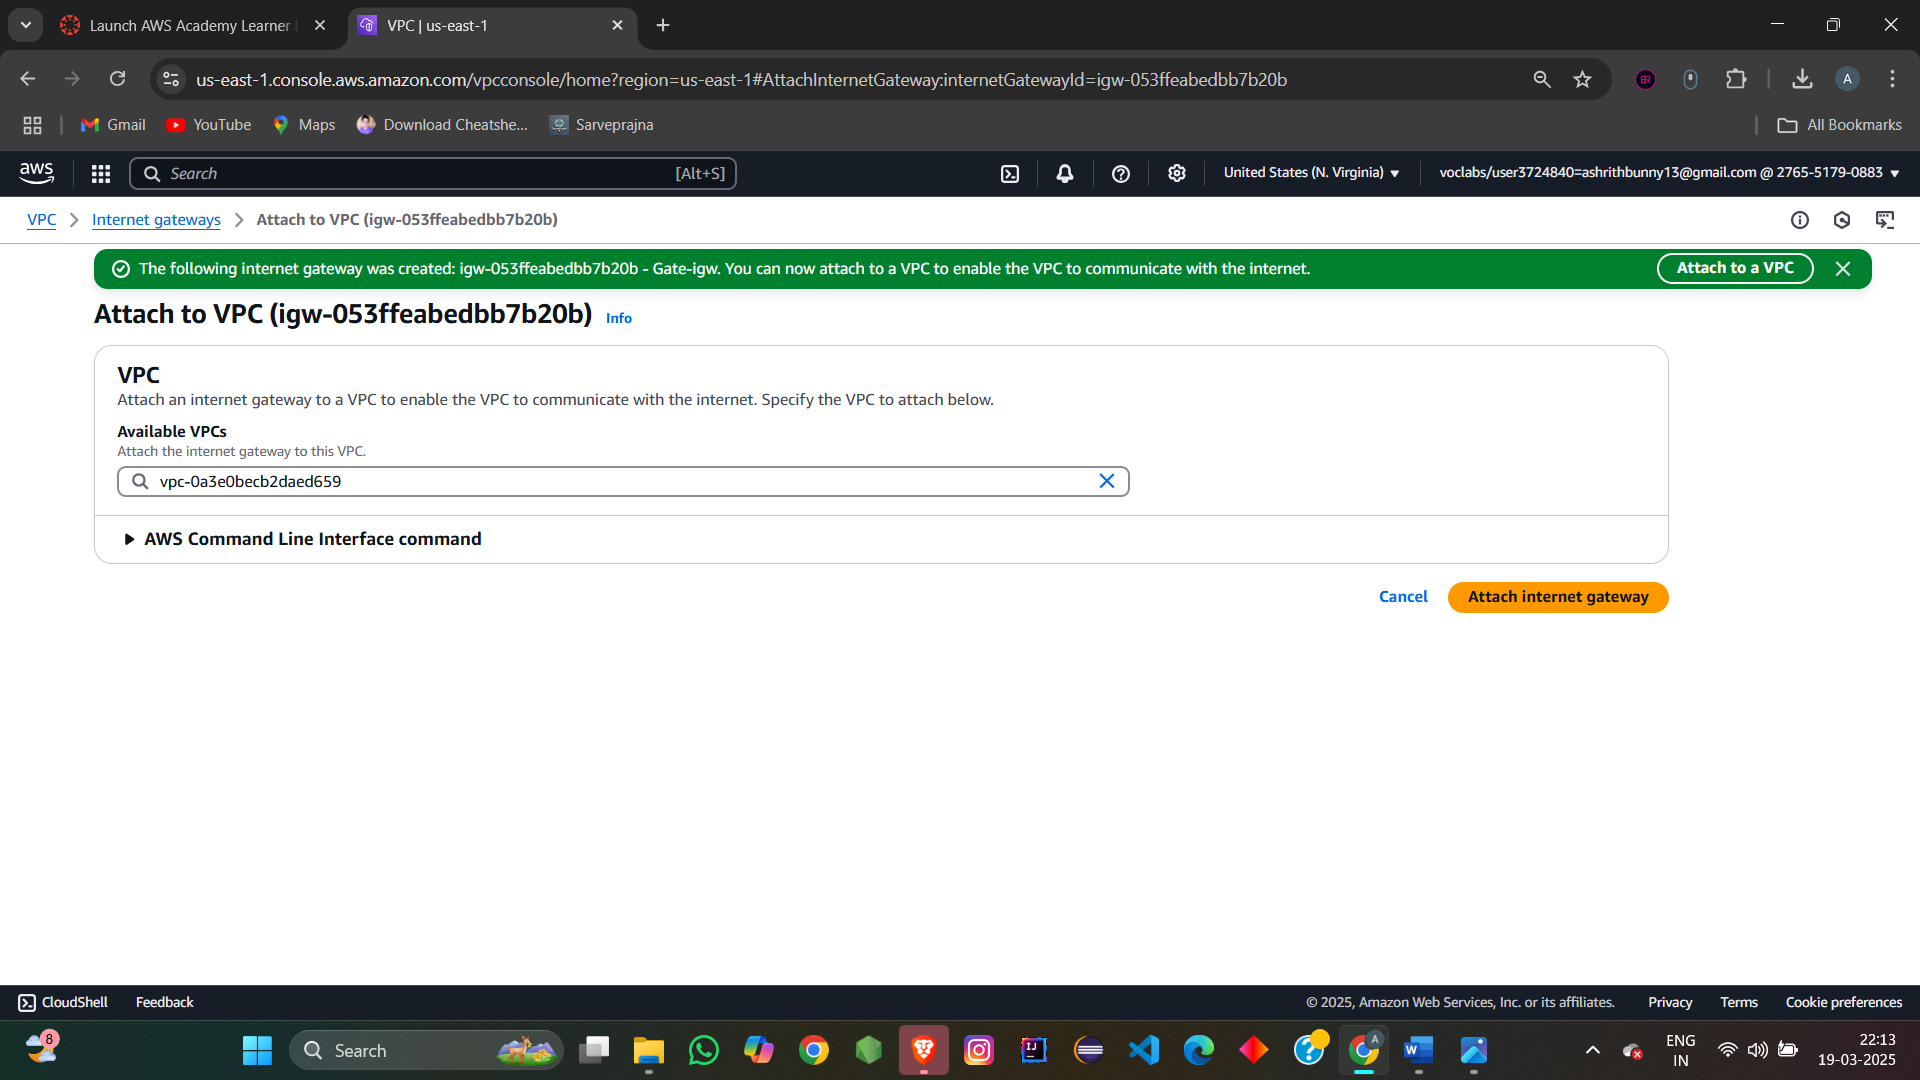 Launch AWS Academy Learner
VPC | us-east-1
us-east-1.console.aws.amazon.com/vpcconsole/home?region=us-east-1#AttachInternetGateway:internetGatewayId=igw-053ffeabedbb7b20b
A
Gmail
YouTube
Maps
Download Cheatshe...
Sarveprajna
All Bookmarks
aws
Search
[Alt+S]
United States (N. Virginia)
voclabs/user3724840=ashrithbunny13@gmail.com @ 2765-5179-0883
VPC
Internet gateways
Attach to VPC (igw-053ffeabedbb7b20b)
The following internet gateway was created: igw-053ffeabedbb7b20b - Gate-igw. You can now attach to a VPC to enable the VPC to communicate with the internet.
Attach to a VPC
Attach to VPC (igw-053ffeabedbb7b20b)
Info
VPC
Attach an internet gateway to a VPC to enable the VPC to communicate with the internet. Specify the VPC to attach below.
Available VPCs
Attach the internet gateway to this VPC.
vpc-0a3e0becb2daed659
AWS Command Line Interface command
Cancel
Attach internet gateway
CloudShell
Feedback
© 2025, Amazon Web Services, Inc. or its affiliates.
Privacy
Terms
Cookie preferences
8
Search
A
ENG
IN
22:13
19-03-2025